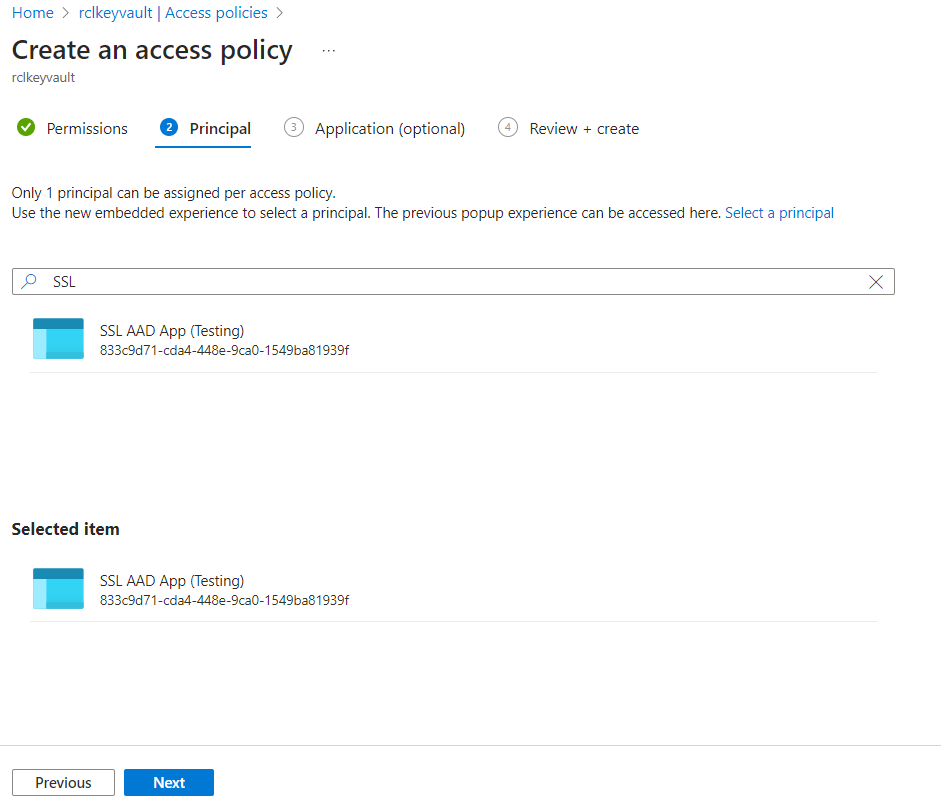 Home > rclkeyvault | Access policies >
Create an access policy ...
rclkeyvault
Permissions 2 Principal 3 Application (optional) 4 Review + create
Only 1 principal can be assigned per access policy.
Use the new embedded experience to select a principal. The previous popup experience can be accessed here. Select a principal
SSL
SSL AAD App (Testing)
833c9d71-cda4-448e-9ca0-1549ba81939f
Selected item
SSL AAD App (Testing)
833c9d71-cda4-448e-9ca0-1549ba81939f
Previous Next